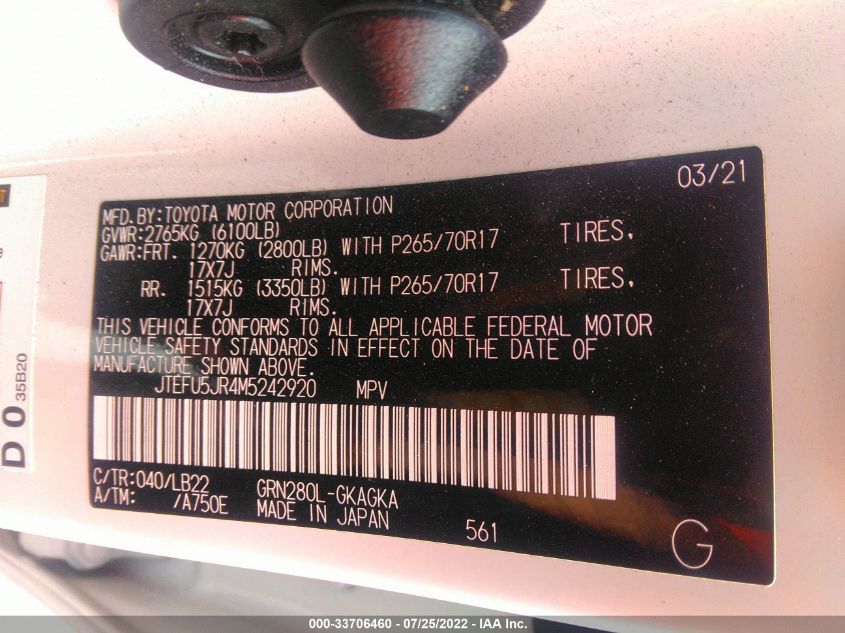 03/21
MFD.BY:TOYOTA MOTOR CORPORATION
GVWR:2765KG (6100LB)
GAWR:FRT. 1270KG (2800LB) WITH P265/70R17 TIRES,
17X7J RIMS.
RR. 1515KG (3350LB) WITH P265/70R17 TIRES,
17X7J RIMS.
THIS VEHICLE CONFORMS TO ALL APPLICABLE FEDERAL MOTOR
VEHICLE SAFETY STANDARDS IN EFFECT ON THE DATE OF
MANUFACTURE SHOWN ABOVE.
JTEFU5JR4M5242920 MPV
C/TR:040/LB22 GRN280L-GKAGKA
A/TM: /A750E MADE IN JAPAN 561
G
D 0
35B20
000-33706460 - 07/25/2022 - IAA Inc.